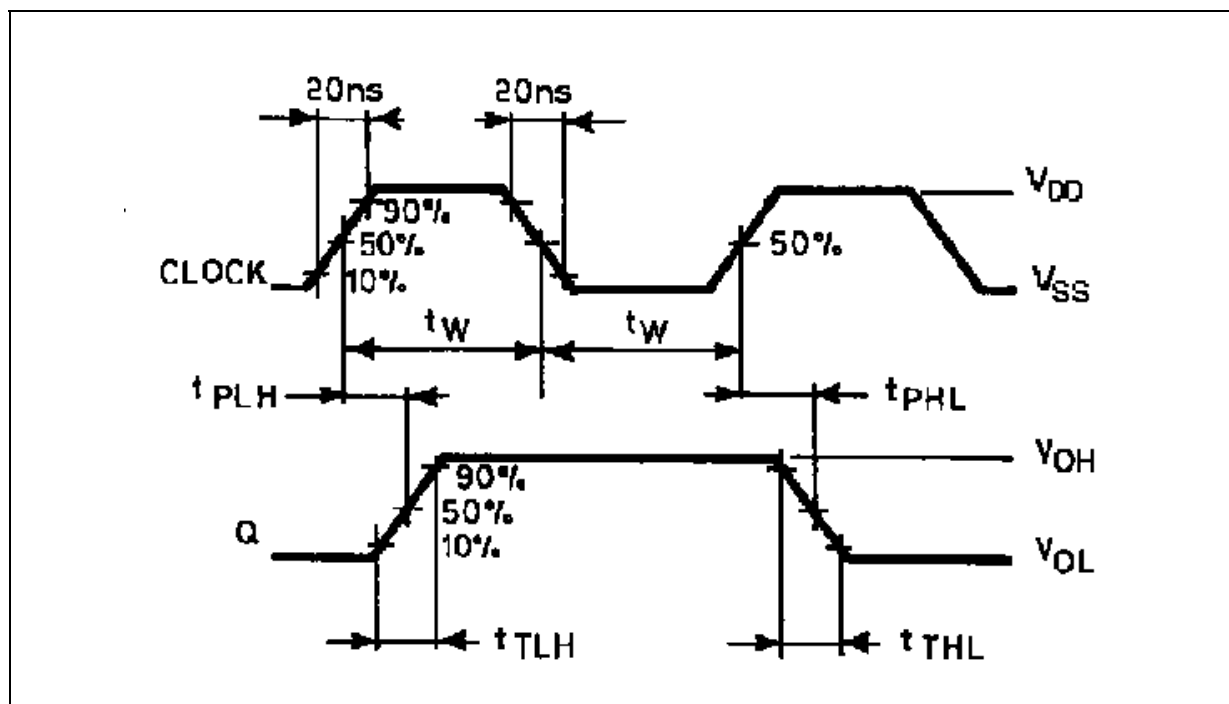 20ns 20ns
VDD
90%
50% 50%
CLOCK 10% VSS
tW tW
tPLH tPHL
VOH
90%
50%
Q 10% VOL
tTLH tTHL